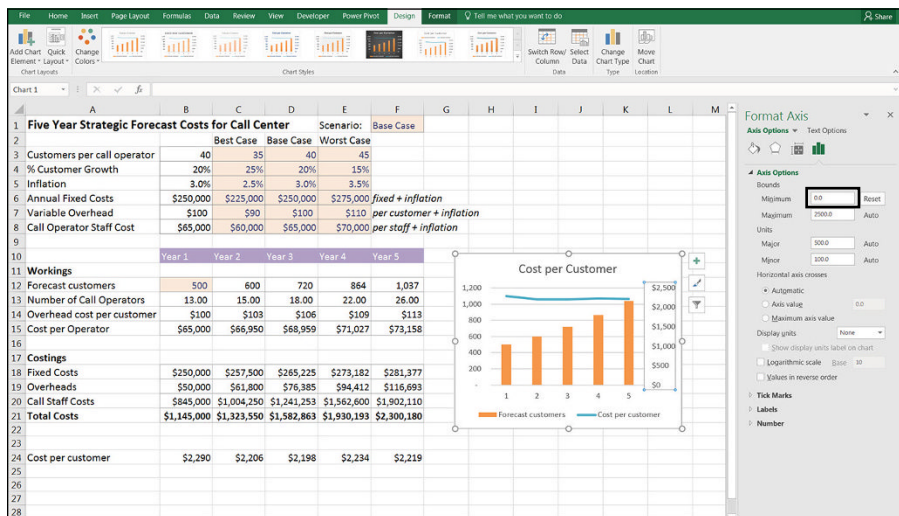 File Home Insert Page Layout Formulas Data Review View Developer Power Pivot Design Format Tell me what you want to do Share
Add Chart Element Quick Layout Change Colors Switch Row/ Column Select Data Change Chart Type Move Chart
Chart Layouts Chart Styles Data Type Location
Chart 1 fx
A B C D E F G H I J K L M
1 Five Year Strategic Forecast Costs for Call Center Scenario: Base Case
2 Best Case Base Case Worst Case
3 Customers per call operator 40 35 40 45
4 % Customer Growth 20% 25% 20% 15%
5 Inflation 3.0% 2.5% 3.0% 3.5%
6 Annual Fixed Costs $250,000 $225,000 $250,000 $275,000 fixed + inflation
7 Variable Overhead $100 $90 $100 $110 per customer + inflation
8 Call Operator Staff Cost $65,000 $60,000 $65,000 $70,000 per staff + inflation
9
10 Year 1 Year 2 Year 3 Year 4 Year 5
11 Workings
12 Forecast customers 500 600 720 864 1,037
13 Number of Call Operators 13.00 15.00 18.00 22.00 26.00
14 Overhead cost per customer $100 $103 $106 $109 $113
15 Cost per Operator $65,000 $66,950 $68,959 $71,027 $73,158
16
17 Costings
18 Fixed Costs $250,000 $257,500 $265,225 $273,182 $281,377
19 Overheads $50,000 $61,800 $76,385 $94,412 $116,693
20 Call Staff Costs $845,000 $1,004,250 $1,241,253 $1,562,600 $1,902,110
21 Total Costs $1,145,000 $1,323,550 $1,582,863 $1,930,193 $2,300,180
22
23
24 Cost per customer $2,290 $2,206 $2,198 $2,234 $2,219
25
26
27
28
Cost per Customer
1,200 $2,500
1,000 $2,000
800 $1,500
600
400 $500
200 $0
-
1 2 3 4 5
Forecast customers Cost per customer
Format Axis
Axis Options Text Options
Axis Options
Bounds
Minimum 0.0 Reset
Maximum 2500.0 Auto
Units
Major 500.0 Auto
Minor 100.0 Auto
Horizontal axis crosses
Automatic
Axis value 0.0
Maximum axis value
Display units None
Show display units label on chart
Logarithmic scale Base 10
Values in reverse order
Tick Marks
Labels
Number